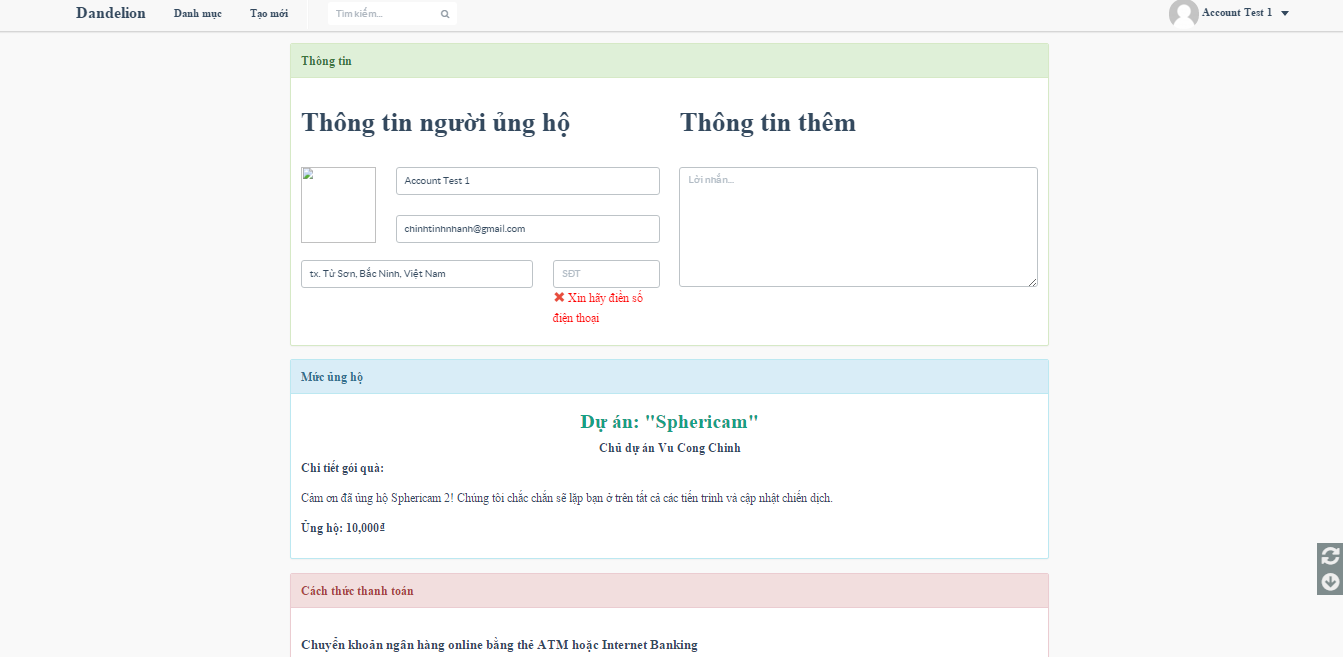 Dandelion Danh mục Tạo mới Tìm kiếm... Account Test 1
Thông tin
Thông tin người ủng hộ
Account Test 1
chinhtinhnhanh@gmail.com
tx. Từ Sơn, Bắc Ninh, Việt Nam
SĐT
Xin hãy điền số
điện thoại
Thông tin thêm
Lời nhắn...
Mức ủng hộ
Dự án: "Sphericam"
Chủ dự án Vu Cong Chinh
Chi tiết gói quà:
Cảm ơn đã ủng hộ Sphericam 2! Chúng tôi chắc chắn sẽ lặp bạn ở trên tất cả các tiến trình và cập nhật chiến dịch.
Ủng hộ: 10,000₫
Cách thức thanh toán
Chuyển khoản ngân hàng online bằng thẻ ATM hoặc Internet Banking